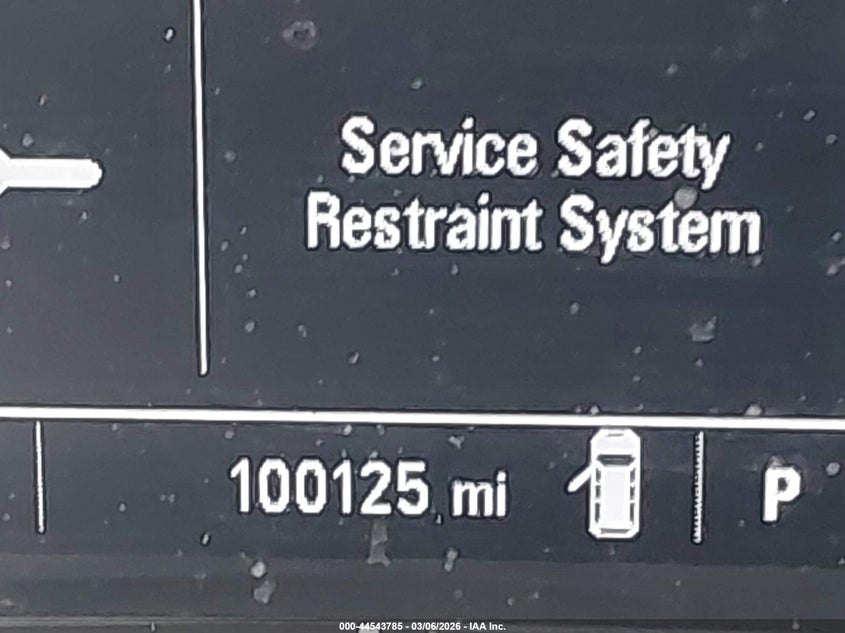 Service Safety
Restraint System
100125 mi
P
000-44543785 - 03/06/2026 - IAA Inc.